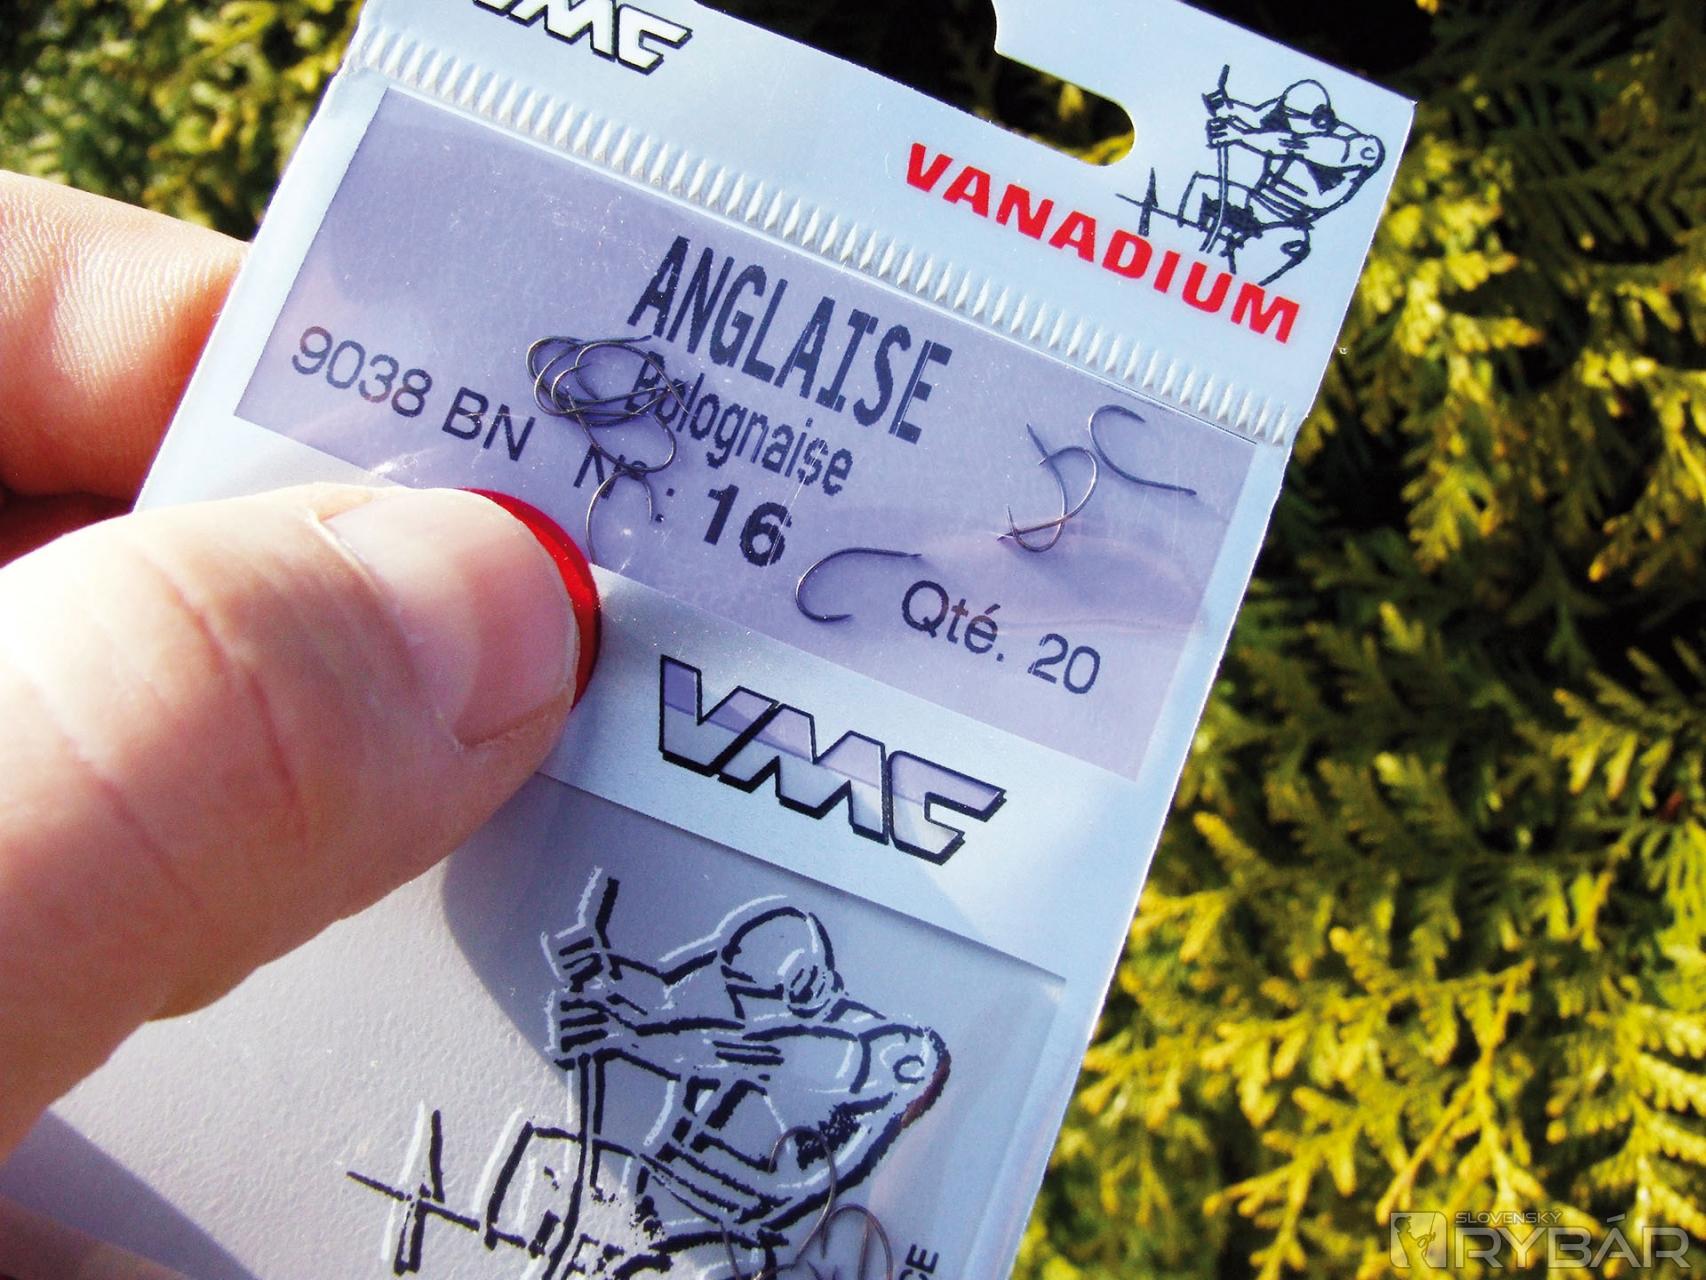 VMC
VANADIUM
ANGLAISE
Bolognaise
9038 BN N° : 16
Qté. 20
VMC
SLOVENSKÝ
RYBÁR